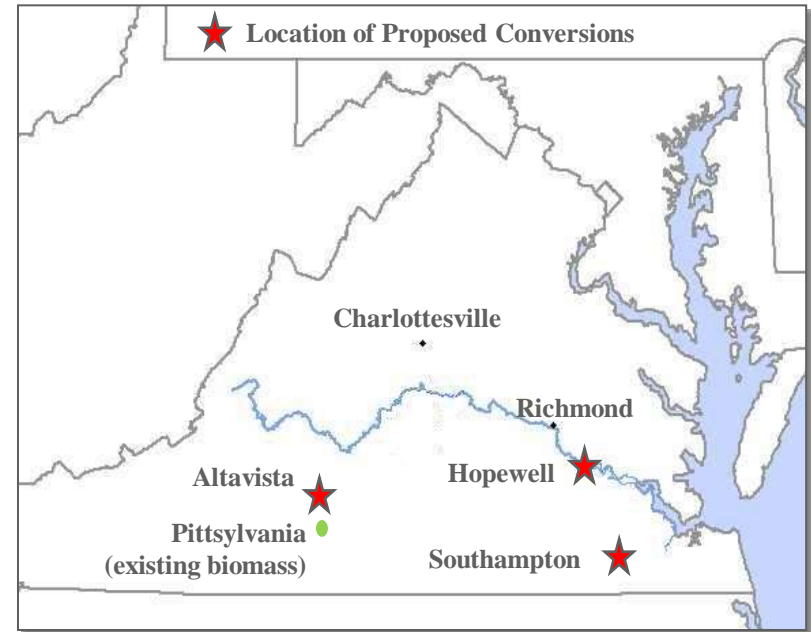 Location of Proposed Conversions
Charlottesville
Richmond
Hopewell
Altavista
Pittsylvania
(existing biomass)
Southampton